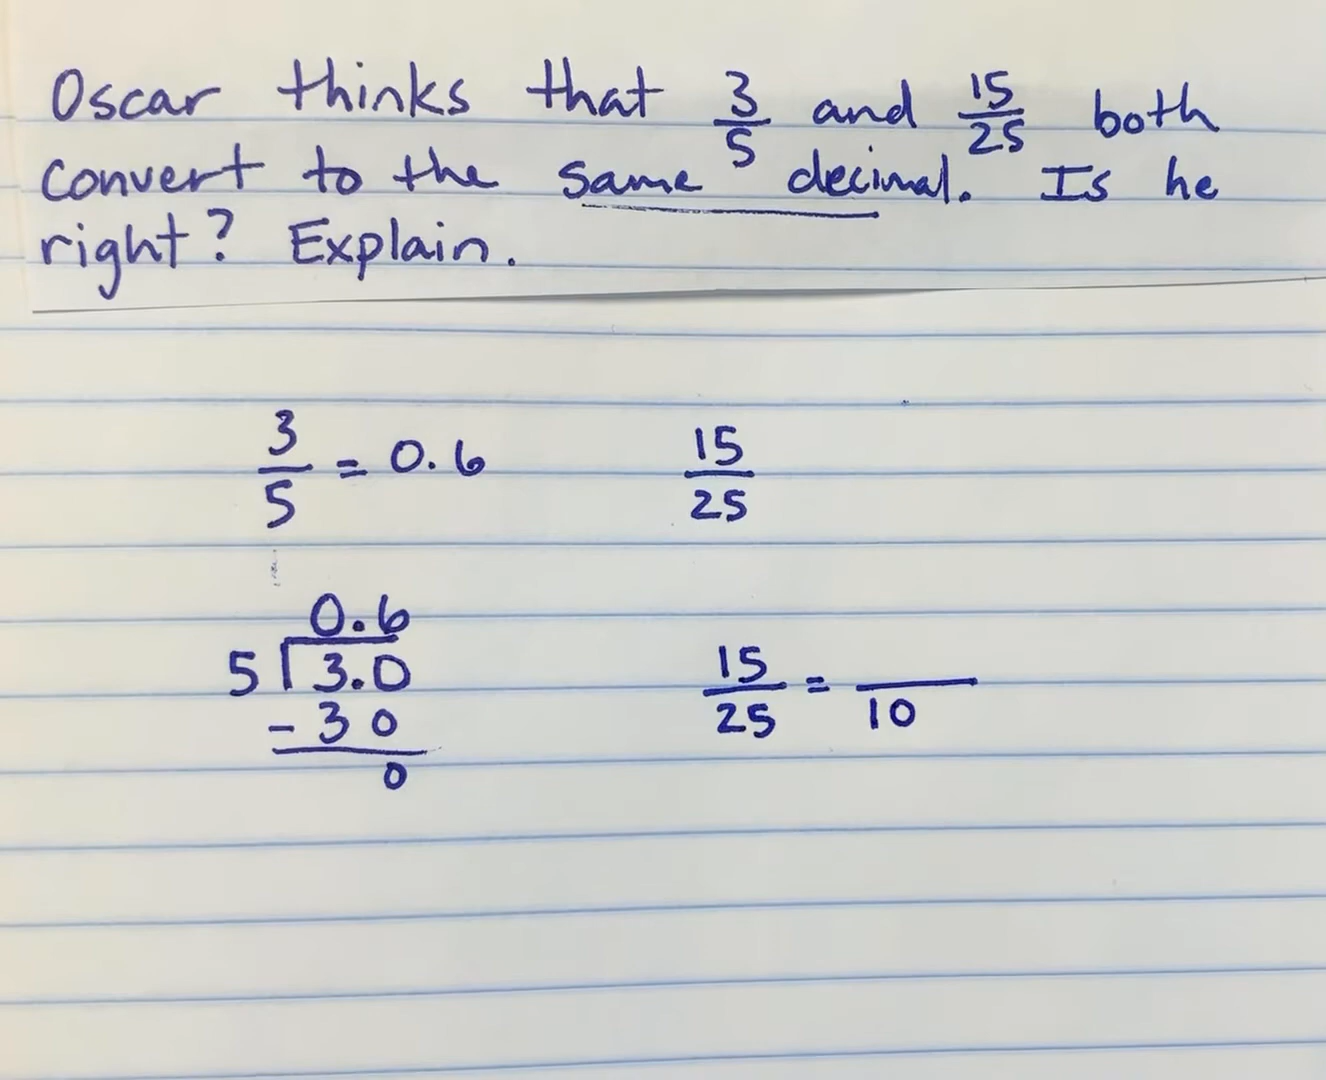 Oscar thinks that 3/5 and 15/25 both
convert to the same decimal. Is he
right? Explain.
3/5 = 0.6
15/25
0.6
5 3.0
- 3 0
0
15/25 = /10